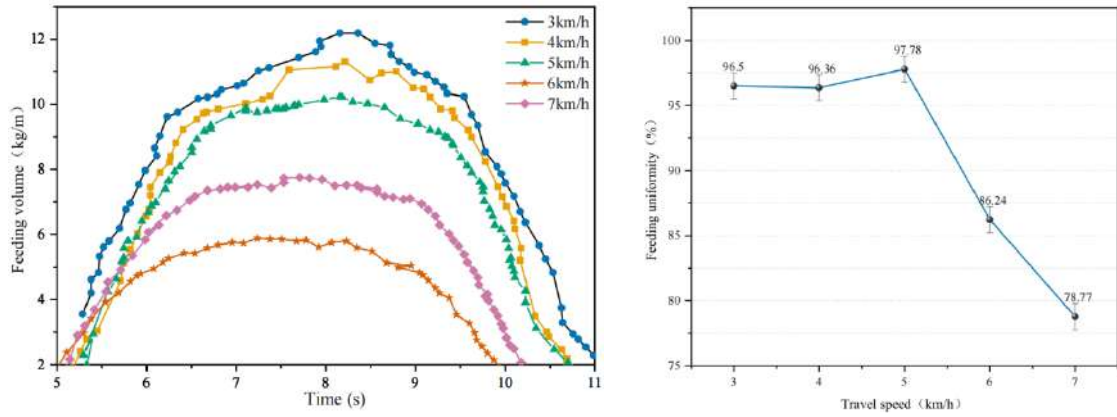 3km/h
4km/h
5km/h
6km/h
7km/h
12
10
8
6
4
2
5 6 7 8 9 10 11
Feeding volume（kg/m）
Time (s)
100
95
90
85
80
75
3 4 5 6 7
96.5
96.36
97.78
86.24
78.77
Feeding uniformity（%）
Travel speed（km/h）